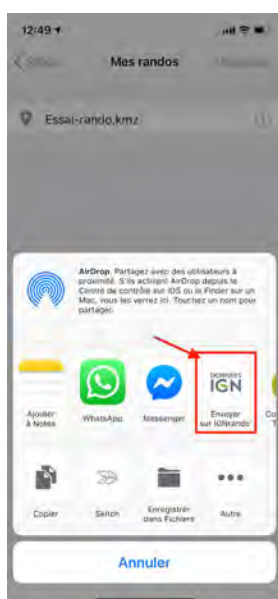 12:49
Mes randos
Essai-rando.kmz
AirDrop. Partagez avec des utilisateurs à
proximité. S'ils activent AirDrop depuis le
Centre de contrôle sur iOS ou le Finder sur un
Mac, vous les verrez ici. Touchez un nom pour
partager.
DONNÉES
IGN
Ajouter
à Notes
WhatsApp
Messenger
Envoyer
sur IGNrando'
Copier
Enregistrer
dans Fichiers
Autre
Annuler